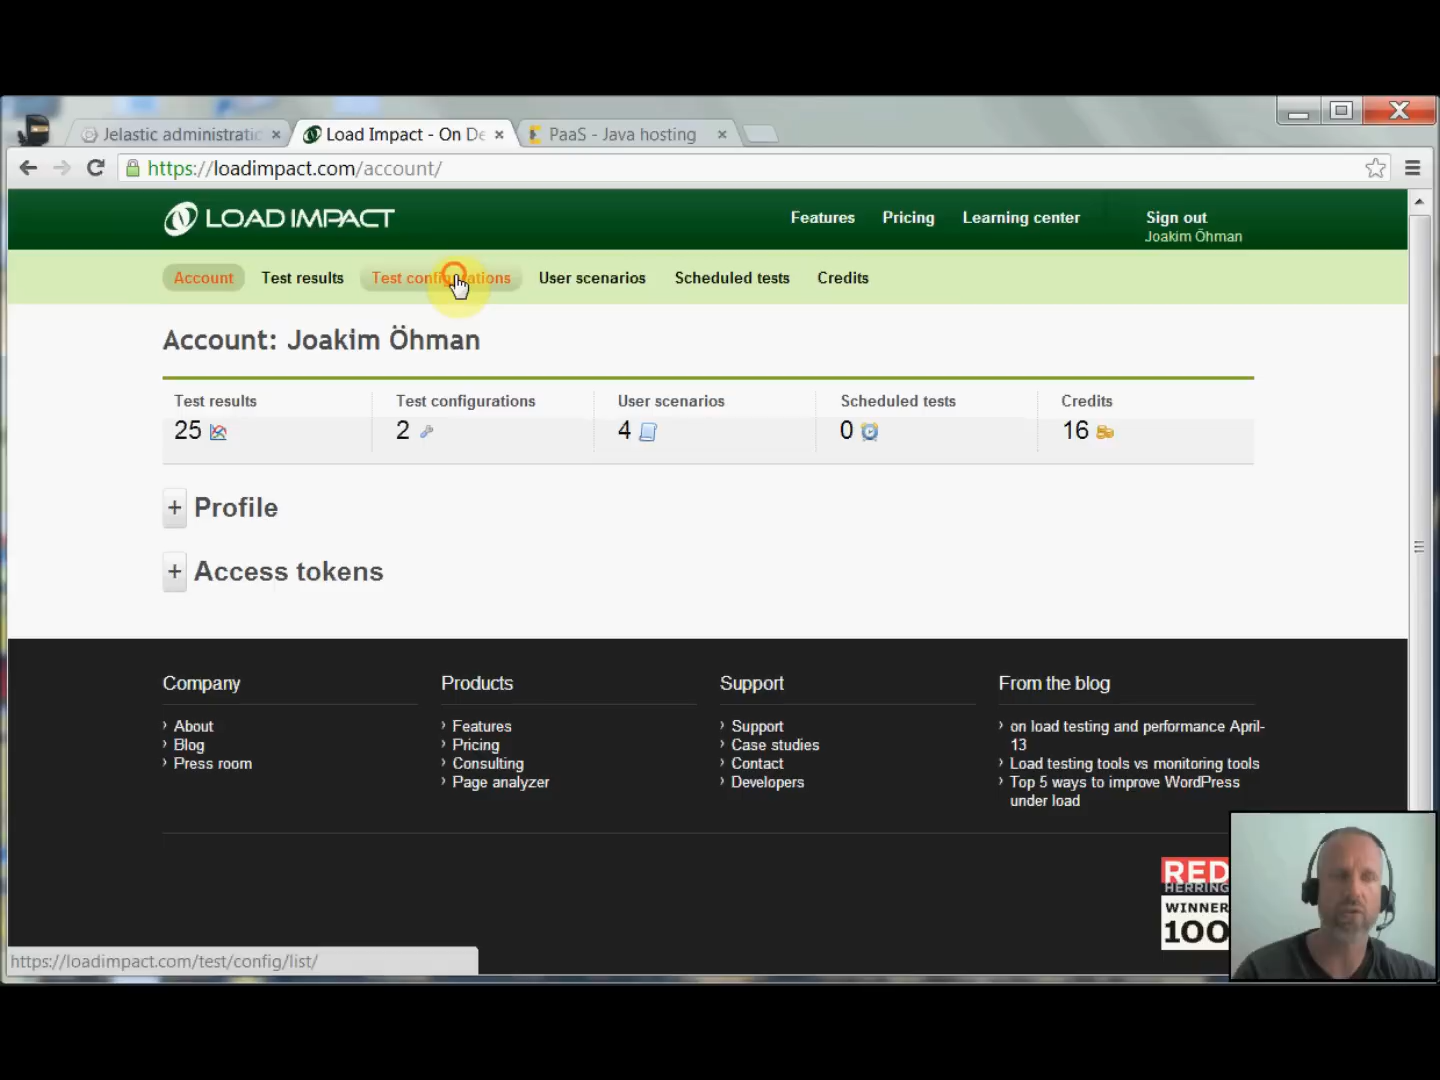 Jelastic administratic
Load Impact - On De
PaaS - Java hosting
https://loadimpact.com/account/
LOAD IMPACT
Features
Pricing
Learning center
Sign out
Joakim Öhman
Account
Test results
Test configurations
User scenarios
Scheduled tests
Credits
Account: Joakim Öhman
Test results
Test configurations
User scenarios
Scheduled tests
Credits
25
2
4
0
16
+ Profile
+ Access tokens
Company
About
Blog
Press room
Products
Features
Pricing
Consulting
Page analyzer
Support
Support
Case studies
Contact
Developers
From the blog
on load testing and performance April-
13
Load testing tools vs monitoring tools
Top 5 ways to improve WordPress
under load
RED
HERRING
WINNER
100
https://loadimpact.com/test/config/list/